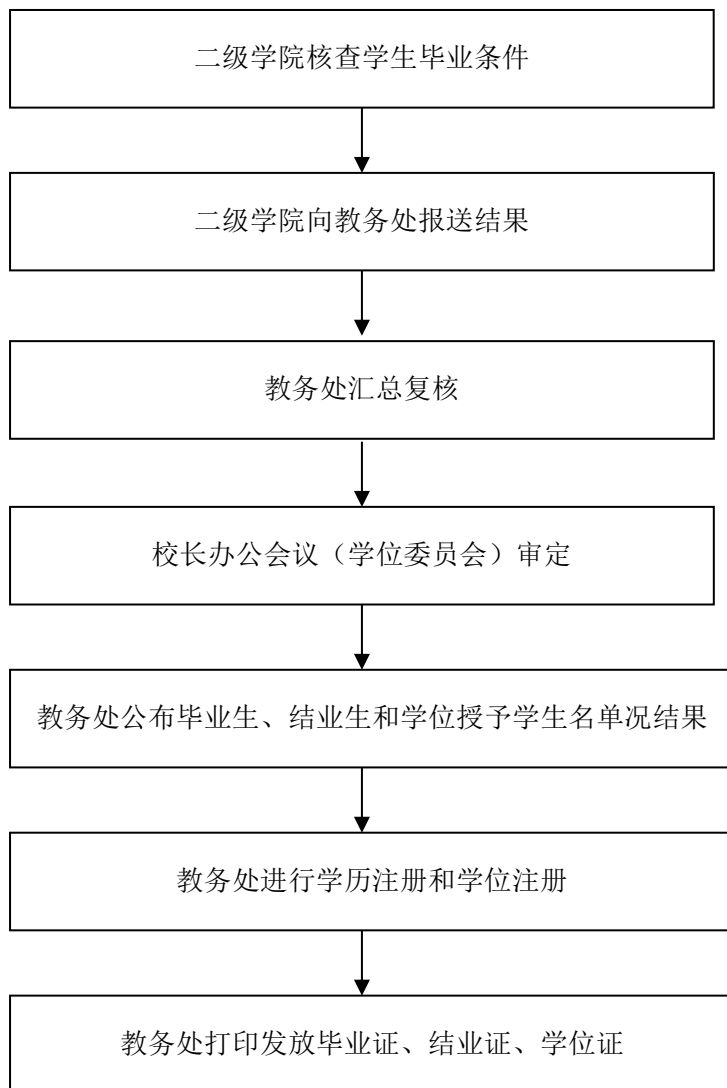 二级学院核查学生毕业条件
二级学院向教务处报送结果
教务处汇总复核
校长办公会议（学位委员会）审定
教务处公布毕业生、结业生和学位授予学生名单况结果
教务处进行学历注册和学位注册
教务处打印发放毕业证、结业证、学位证